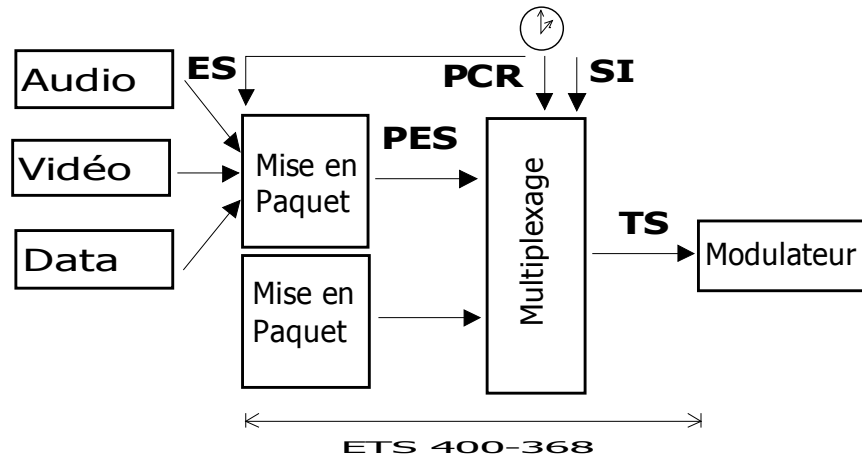 Audio
ES
PCR
SI
Vidéo
Mise en
Paquet
PES
Data
Mise en
Paquet
Multiplexage
TS
Modulateur
ETS 400-368